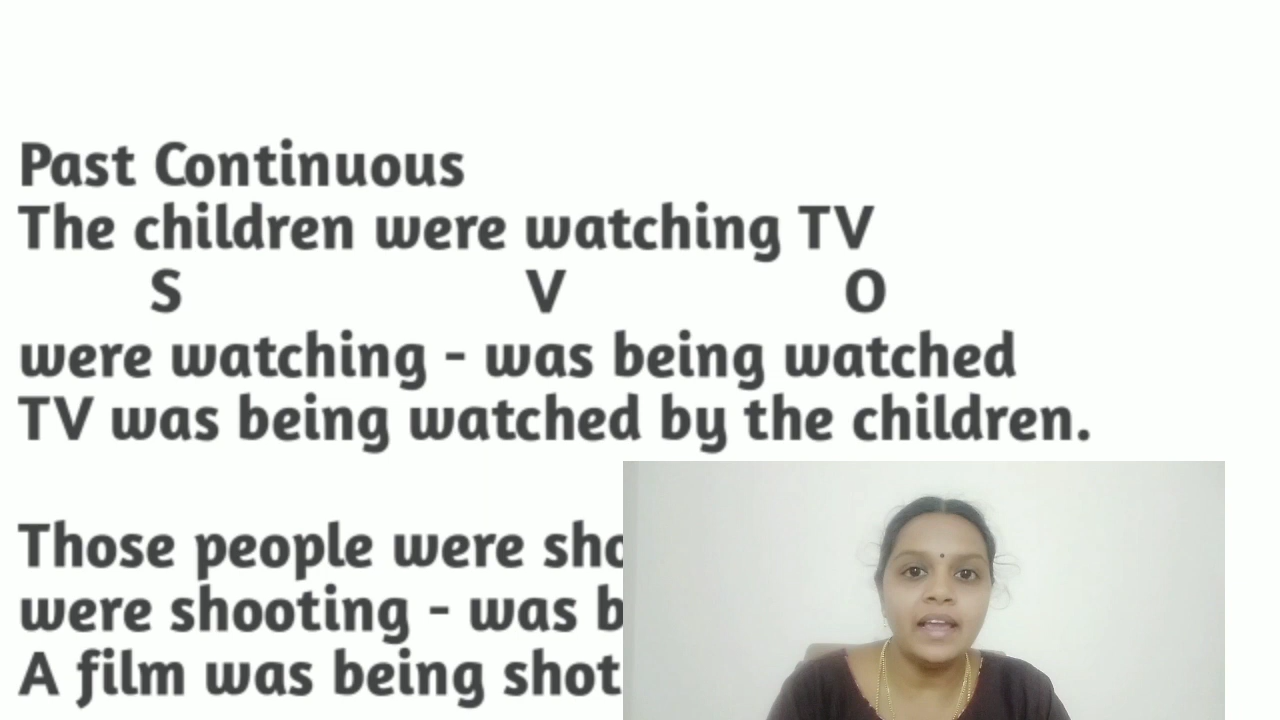 Past Continuous
The children were watching TV
S V O
were watching - was being watched
TV was being watched by the children.
Those people were
were shooting - was
A film was being shot